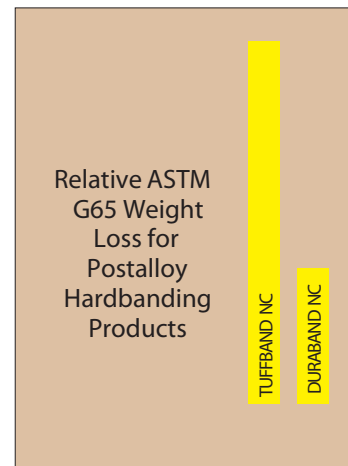 Relative ASTM
G65 Weight
Loss for
Postalloy
Hardbanding
Products
TUFFBAND NC
DURABAND NC